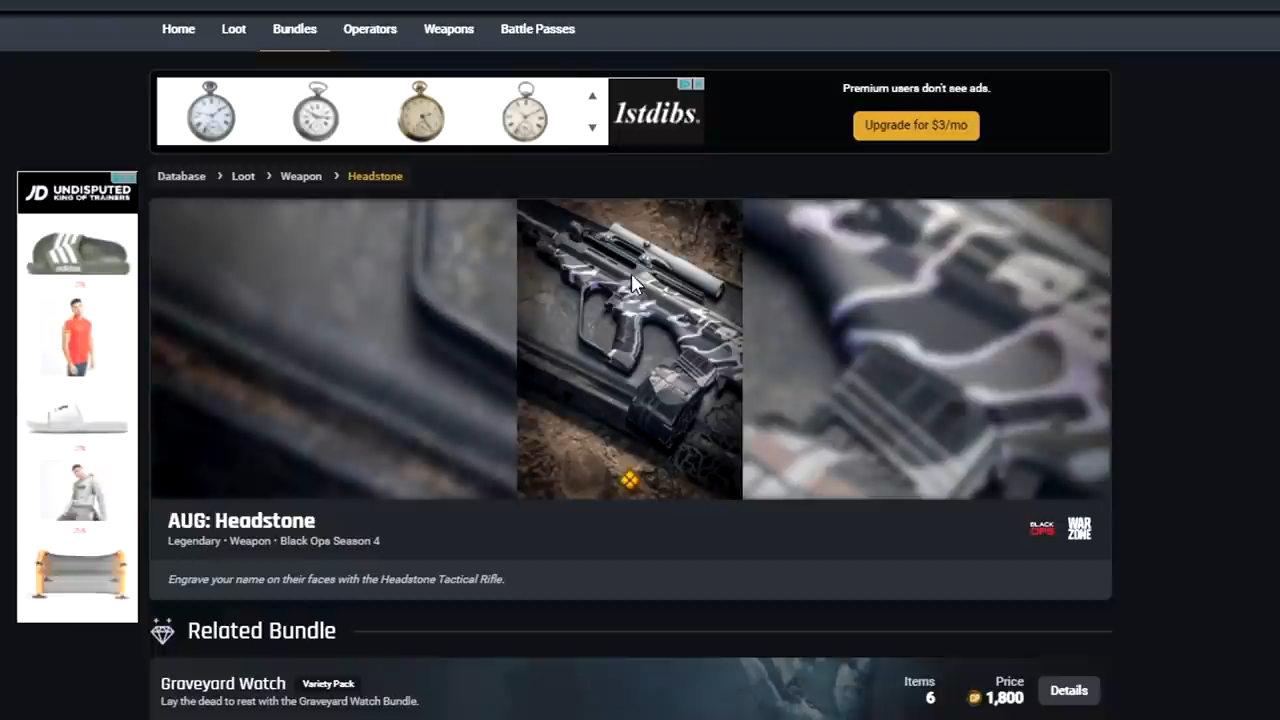 Home Loot Bundles Operators Weapons Battle Passes
1stdibs.
Premium users don't see ads.
Upgrade for $3/mo
JD UNDISPUTED
KING OF TRAINERS
adidas
Database > Loot > Weapon > Headstone
AUG: Headstone
Legendary • Weapon • Black Ops Season 4
BLACK
OPS
WAR
ZONE
Engrave your name on their faces with the Headstone Tactical Rifle.
Related Bundle
Graveyard Watch Variety Pack
Lay the dead to rest with the Graveyard Watch Bundle.
Items
6
Price
CP 1,800
Details